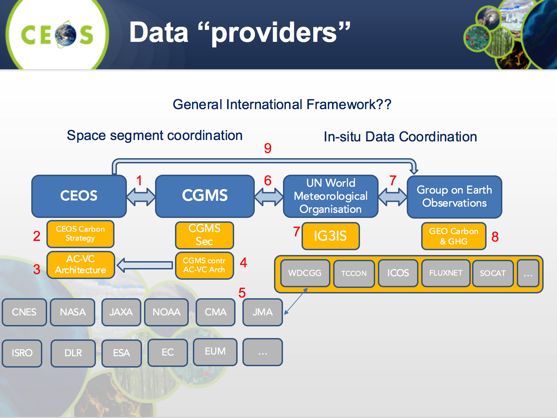 CEOS
Data “providers”
General International Framework??
Space segment coordination
In-situ Data Coordination
9
1
6
7
CEOS
CGMS
UN World
Meteorological
Organisation
Group on Earth
Observations
2
CEOS Carbon
Strategy
CGMS
Sec
7
IG3IS
GEO Carbon
& GHG
8
3
AC-VC
Architecture
CGMS contr
AC-VC Arch
4
WDCGG
TCCON
ICOS
FLUXNET
SOCAT
...
5
CNES
NASA
JAXA
NOAA
CMA
JMA
ISRO
DLR
ESA
EC
EUM
...